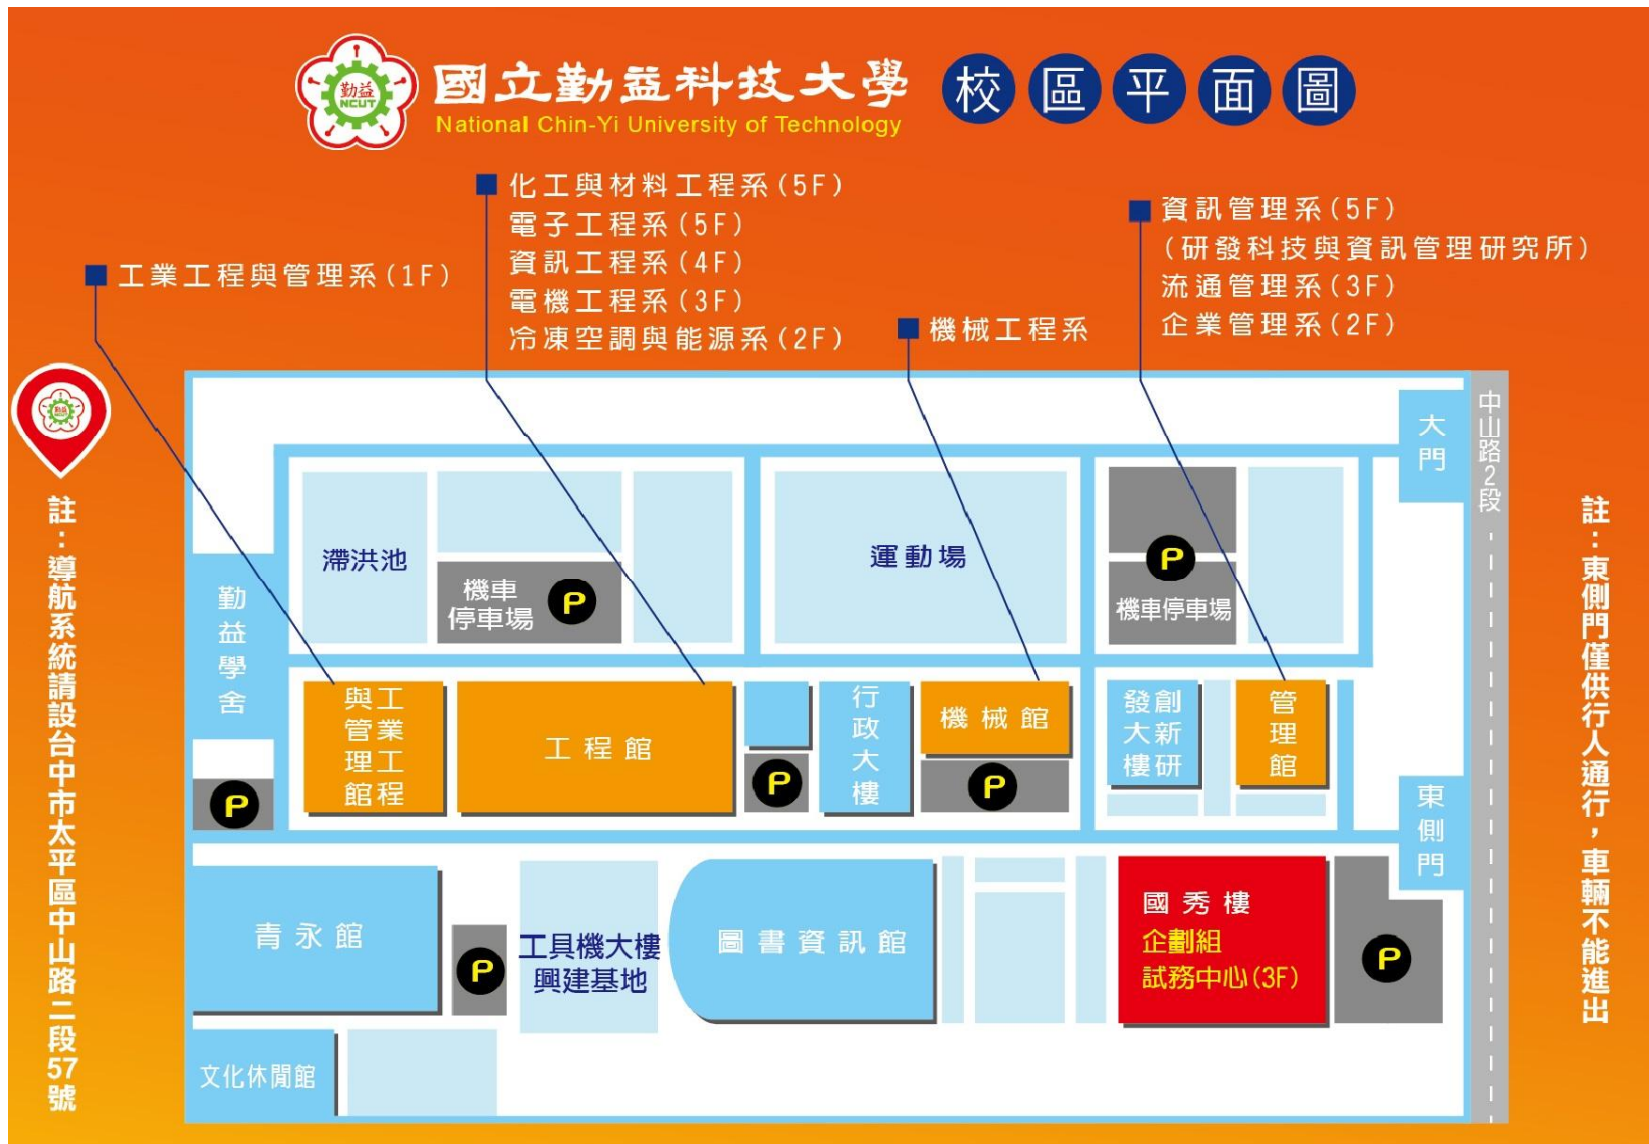 國立勤益科技大學
National Chin-Yi University of Technology
校區平面圖
勤益
NCUT
化工與材料工程系(5F)
電子工程系(5F)
資訊工程系(4F)
電機工程系(3F)
冷凍空調與能源系(2F)
資訊管理系(5F)
(研發科技與資訊管理研究所)
流通管理系(3F)
企業管理系(2F)
工業工程與管理系(1F)
機械工程系
勤益
NCUT
註：導航系統請設台中市太平區中山路二段57號
大門
中山路2段
註：東側門僅供行人通行，車輛不能進出
滯洪池
機車
停車場
P
運動場
P
機車停車場
勤益學舍
P
工業工程
與管理館
工程館
P
行政大樓
機械館
P
創新研
發大樓
管理館
東側門
青永館
P
工具機大樓
興建基地
圖書資訊館
國秀樓
企劃組
試務中心(3F)
P
文化休閒館